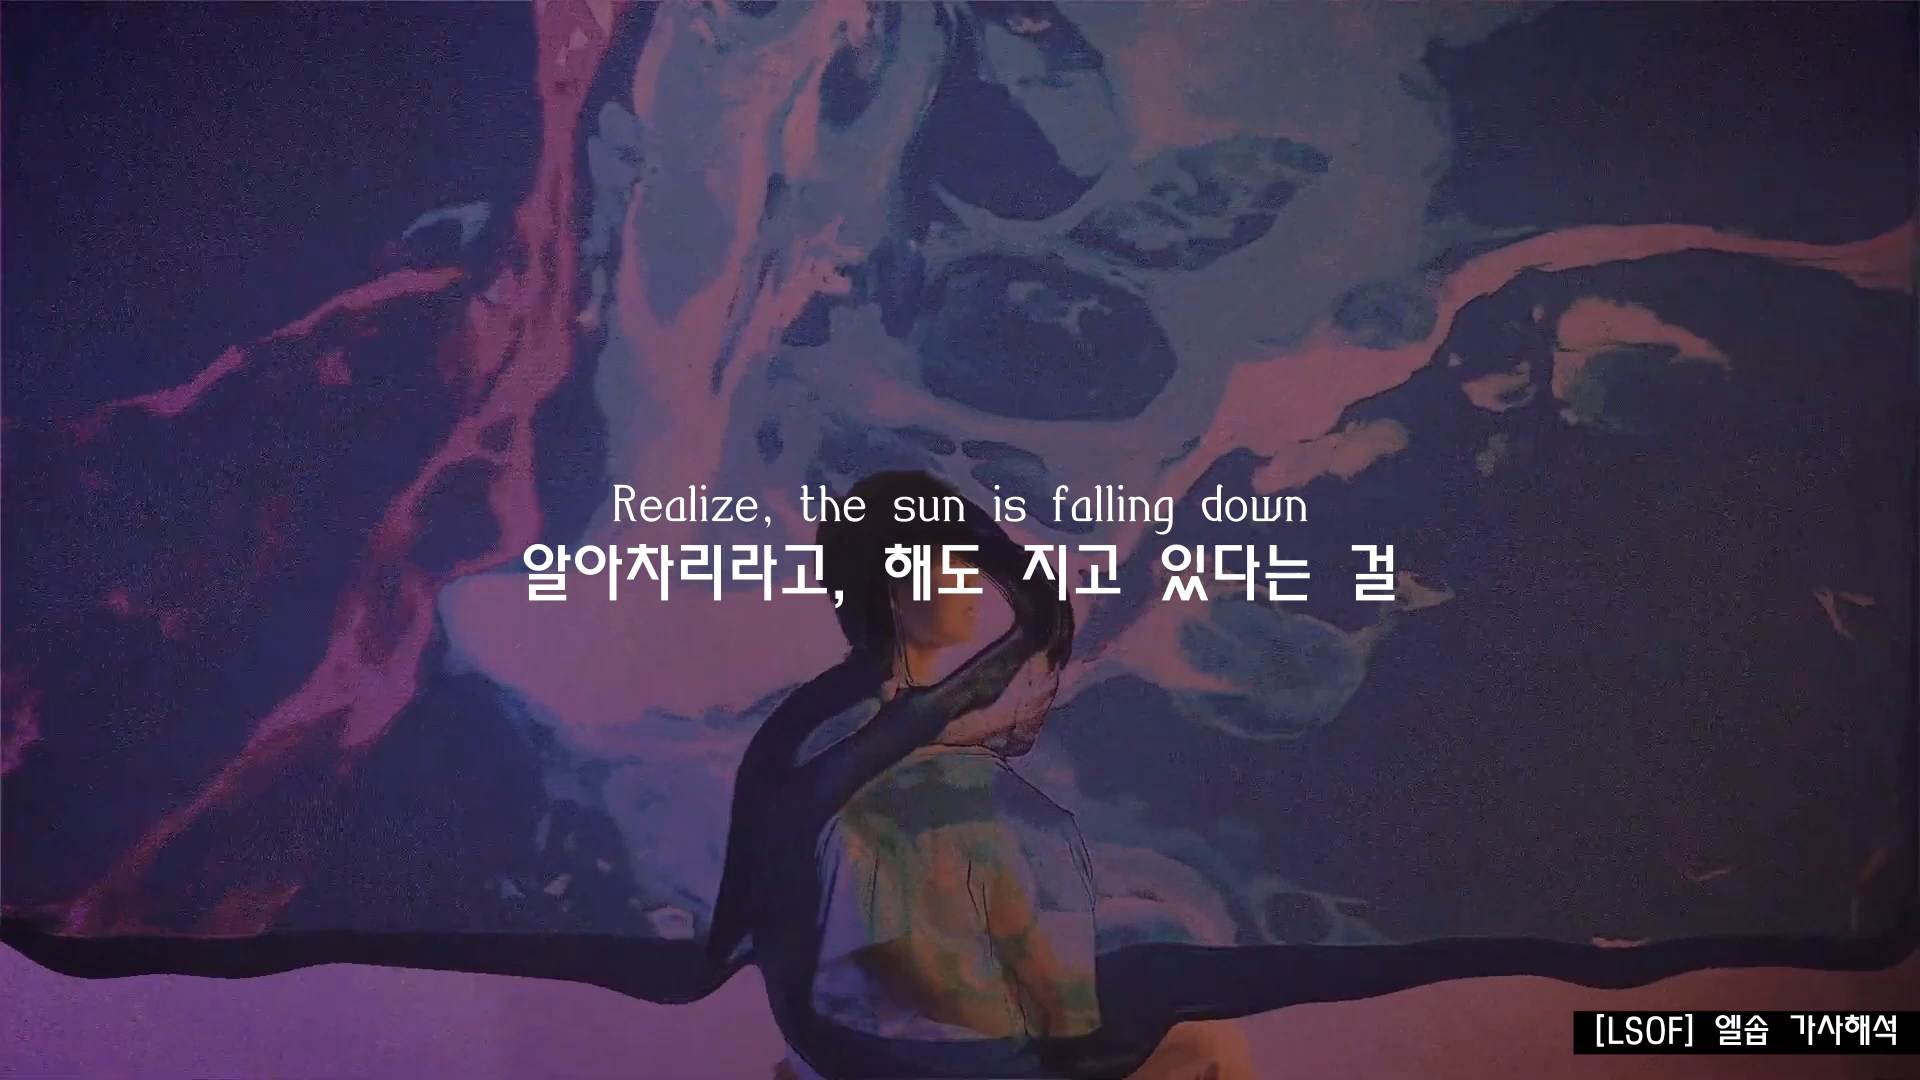 Realize, the sun is falling down
알아차리라고, 해도 지고 있다는 걸
[LSOF] 엘솝 가사해석